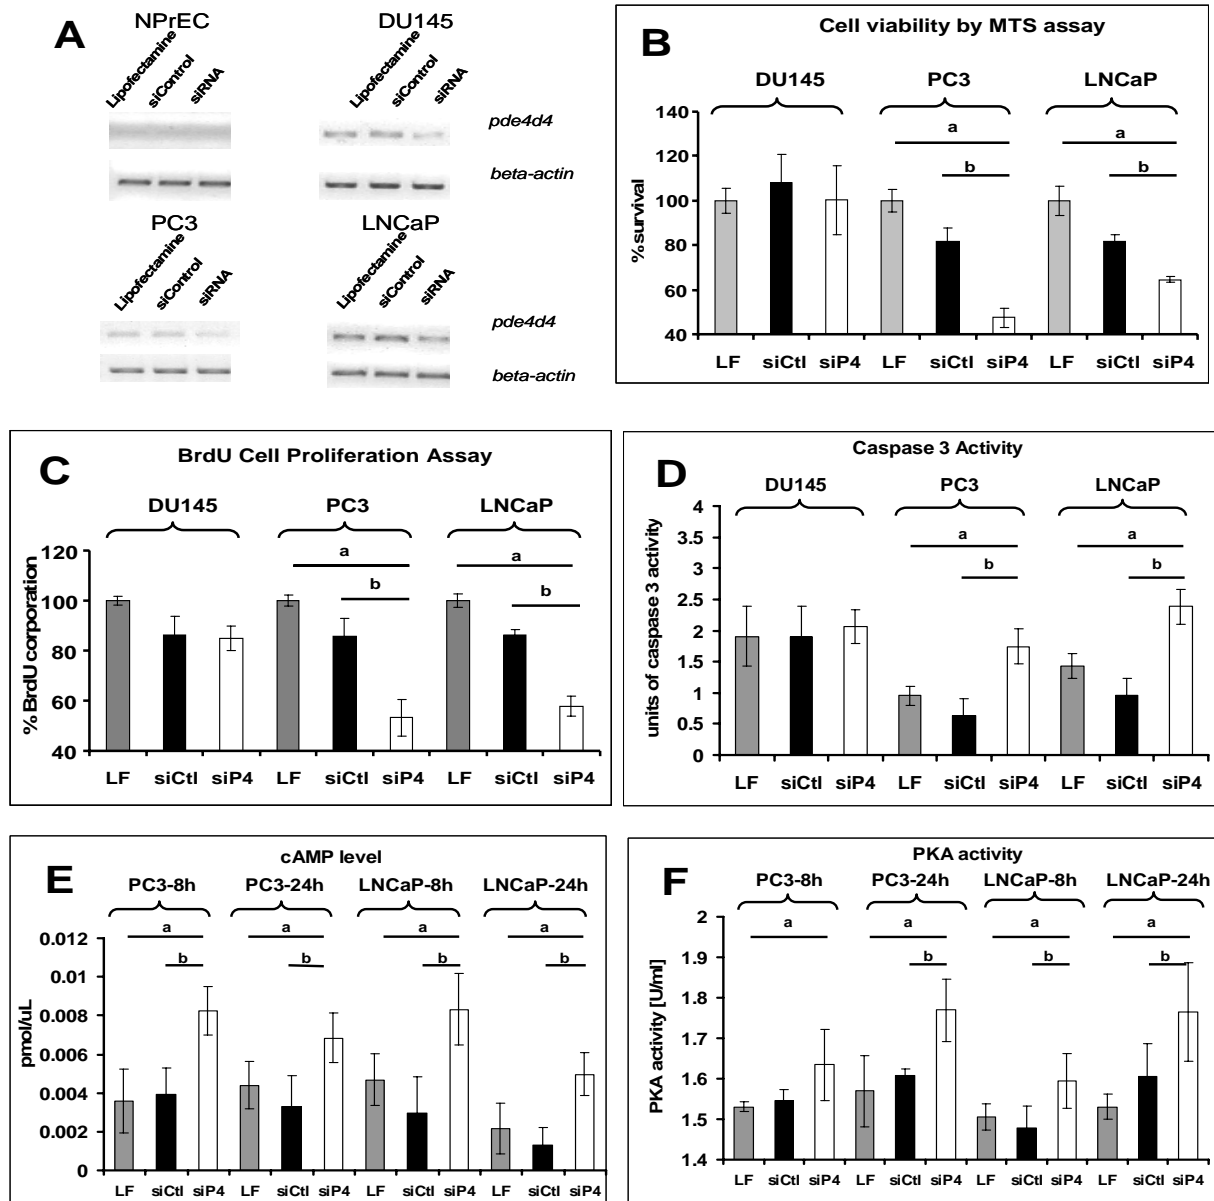 A
NPrEC
DU145
Lipofectamine
siControl
siRNA
Lipofectamine
siControl
siRNA
pde4d4
beta-actin
PC3
LNCaP
Lipofectamine
siControl
siRNA
Lipofectamine
siControl
siRNA
pde4d4
beta-actin
B
Cell viability by MTS assay
DU145 PC3 LNCaP
% survival
140
120
100
80
60
40
a
b
a
b
LF siCtl siP4 LF siCtl siP4 LF siCtl siP4
C
BrdU Cell Proliferation Assay
DU145 PC3 LNCaP
% BrdU corporation
120
100
80
60
40
a
b
a
b
LF siCtl siP4 LF siCtl siP4 LF siCtl siP4
D
Caspase 3 Activity
DU145 PC3 LNCaP
units of caspase 3 activity
4
3.5
3
2.5
2
1.5
1
0.5
0
a
b
a
b
LF siCtl siP4 LF siCtl siP4 LF siCtl siP4
E
cAMP level
PC3-8h PC3-24h LNCaP-8h LNCaP-24h
pmol/uL
0.012
0.01
0.008
0.006
0.004
0.002
0
a
b
a
b
a
b
a
b
LF siCtl siP4 LF siCtl siP4 LF siCtl siP4 LF siCtl siP4
F
PKA activity
PC3-8h PC3-24h LNCaP-8h LNCaP-24h
PKA activity [U/ml]
2
1.9
1.8
1.7
1.6
1.5
1.4
a
a
b
a
b
a
b
LF siCtl siP4 LF siCtl siP4 LF siCtl siP4 LF siCtl siP4